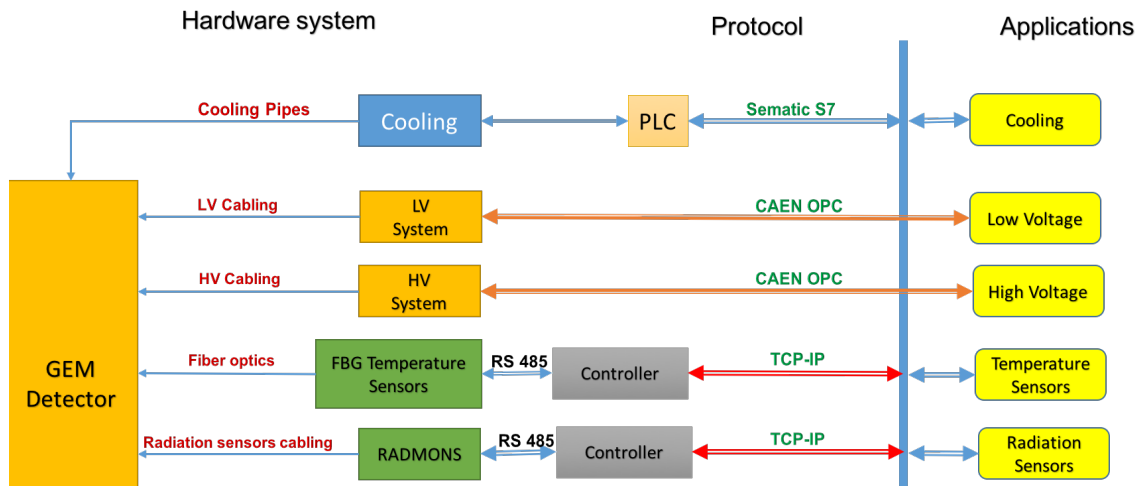 Hardware system
Protocol
Applications
Cooling Pipes
Cooling
PLC
Sematic S7
Cooling
LV Cabling
LV
System
CAEN OPC
Low Voltage
HV Cabling
HV
System
CAEN OPC
High Voltage
GEM
Detector
Fiber optics
FBG Temperature
Sensors
RS 485
Controller
TCP-IP
Temperature
Sensors
Radiation sensors cabling
RADMONS
RS 485
Controller
TCP-IP
Radiation
Sensors